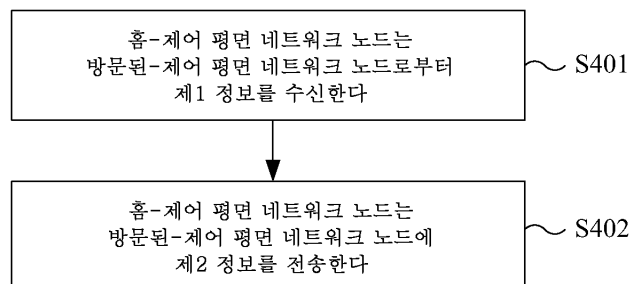 홈-제어 평면 네트워크 노드는
방문된-제어 평면 네트워크 노드로부터
제1 정보를 수신한다
S401
홈-제어 평면 네트워크 노드는
방문된-제어 평면 네트워크 노드에
제2 정보를 전송한다
S402